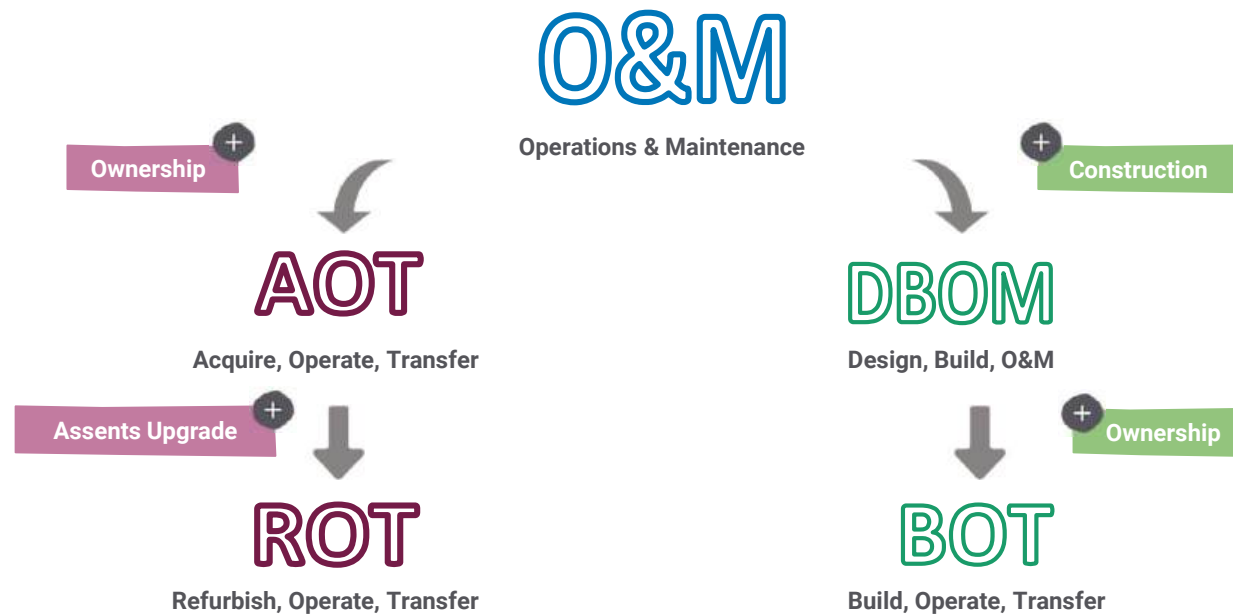 O&M
Operations & Maintenance
+
Ownership
+
Construction
AOT
Acquire, Operate, Transfer
DBOM
Design, Build, O&M
+
Assents Upgrade
+
Ownership
ROT
Refurbish, Operate, Transfer
BOT
Build, Operate, Transfer